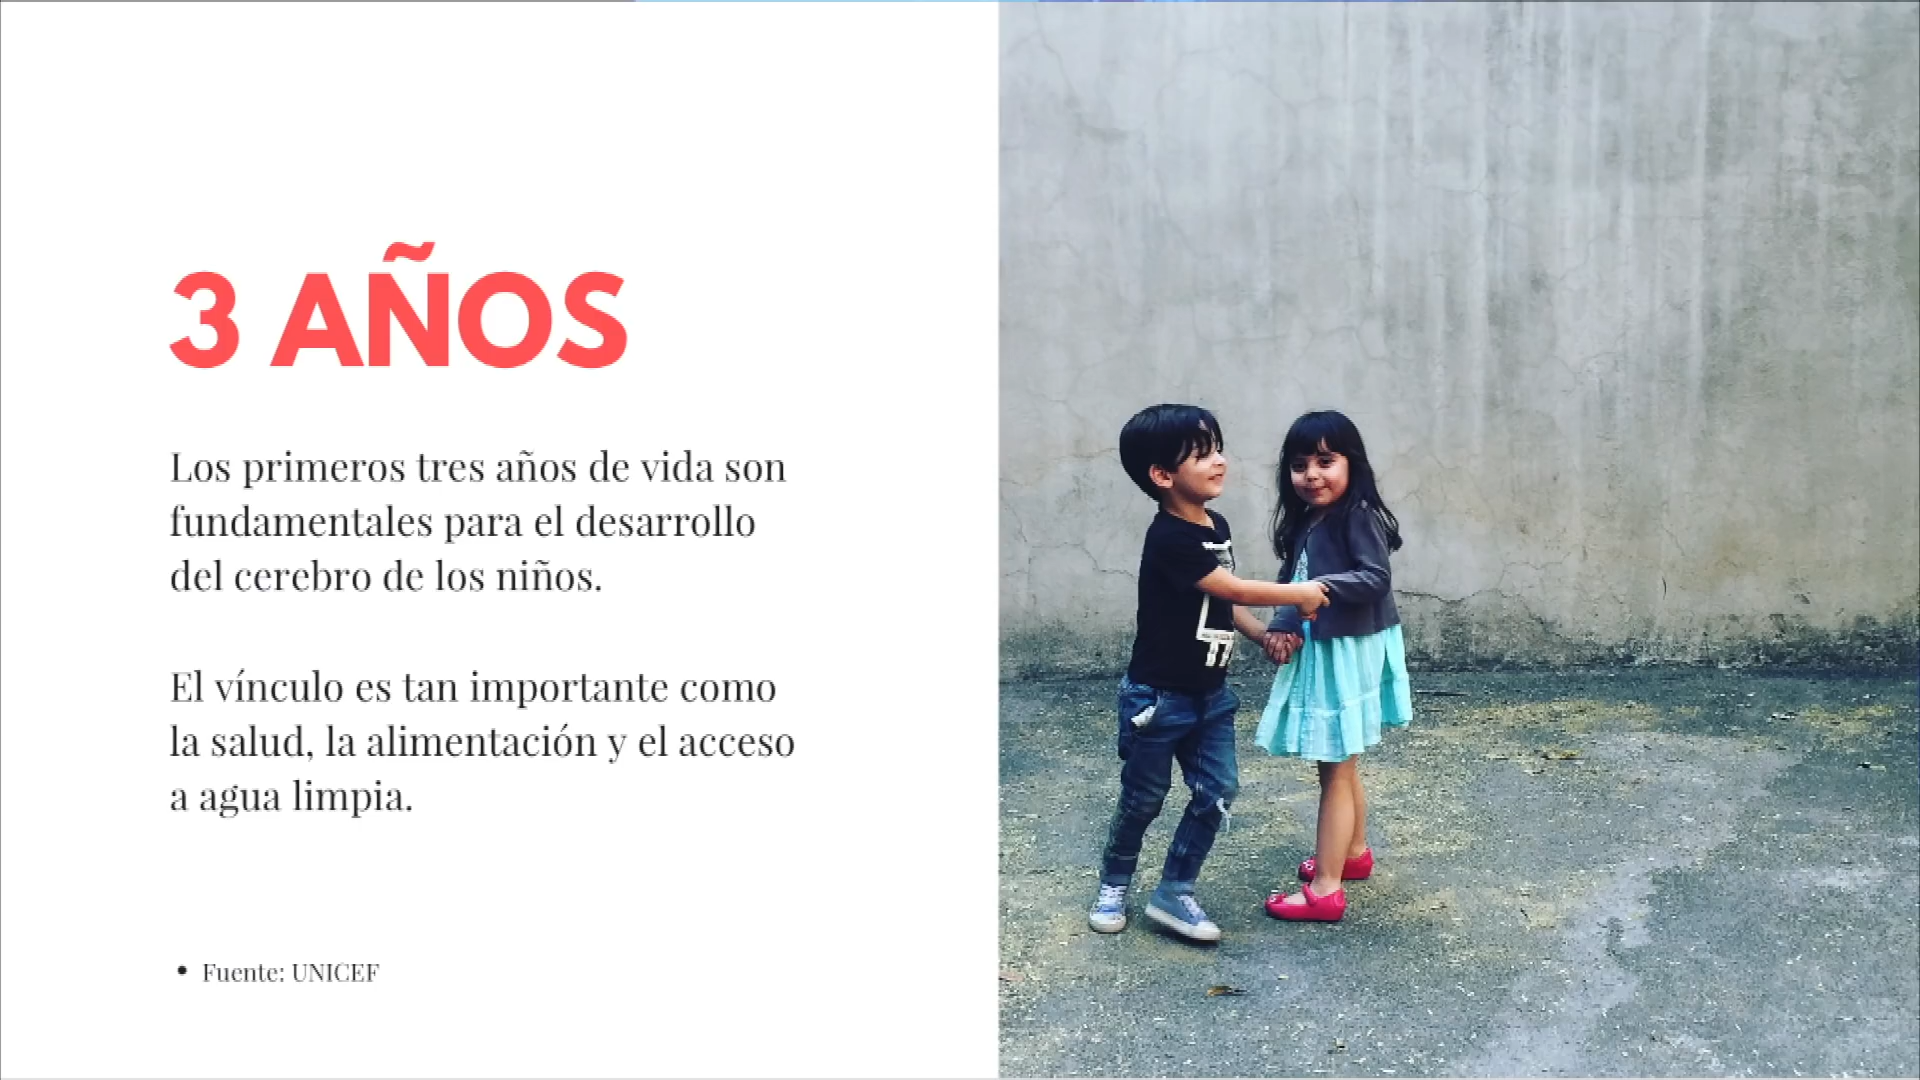 3 AÑOS
Los primeros tres años de vida son
fundamentales para el desarrollo
del cerebro de los niños.
El vínculo es tan importante como
la salud, la alimentación y el acceso
a agua limpia.
• Fuente: UNICEF